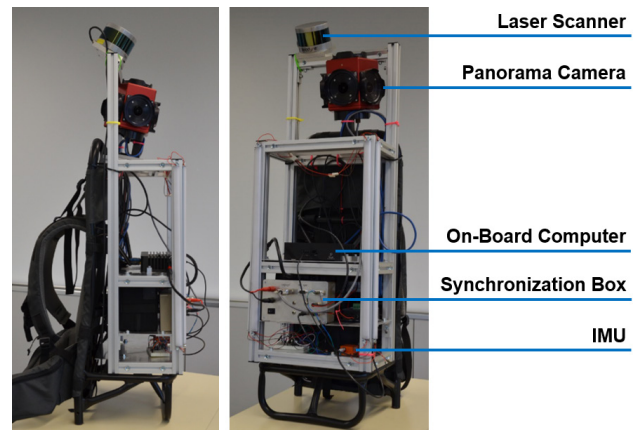 Laser Scanner
Panorama Camera
On-Board Computer
Synchronization Box
IMU